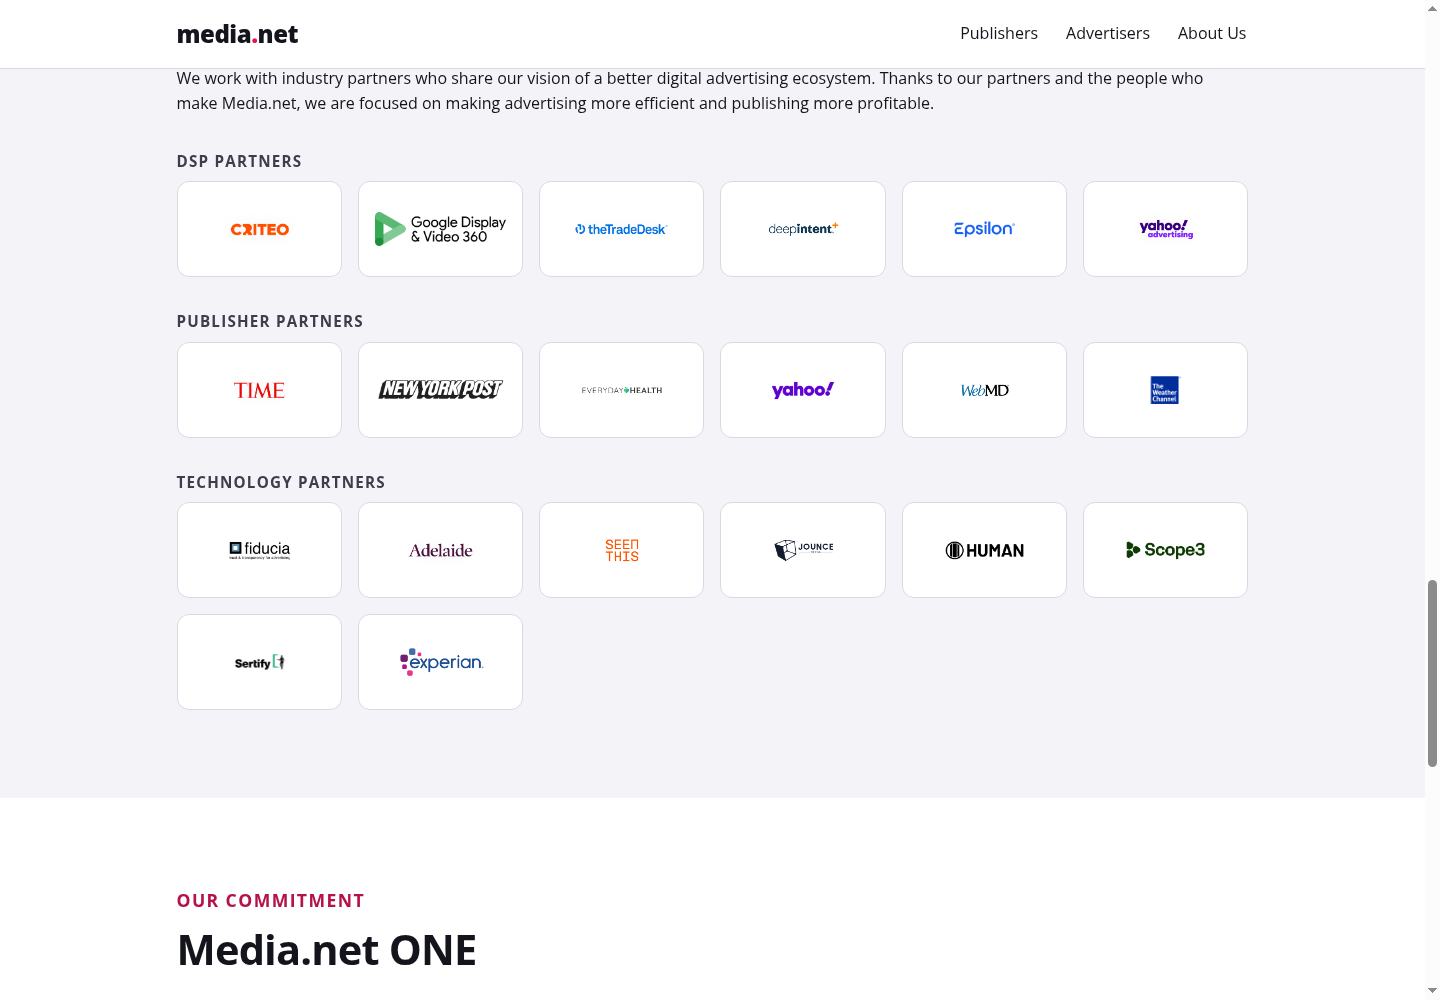 media.net
Publishers
Advertisers
About Us
We work with industry partners who share our vision of a better digital advertising ecosystem. Thanks to our partners and the people who
make Media.net, we are focused on making advertising more efficient and publishing more profitable.
DSP PARTNERS
CRITEO
Google Display
& Video 360
theTradeDesk
deepintent.
Epsilon
yahoo!
advertising
PUBLISHER PARTNERS
TIME
NEW YORK POST
EVERYDAY HEALTH
yahoo!
WebMD
The
Weather
Channel
TECHNOLOGY PARTNERS
fiducia
Adelaide
SEEN
THIS
JOUNCE
HUMAN
Scope3
Sertify
experian.
OUR COMMITMENT
Media.net ONE